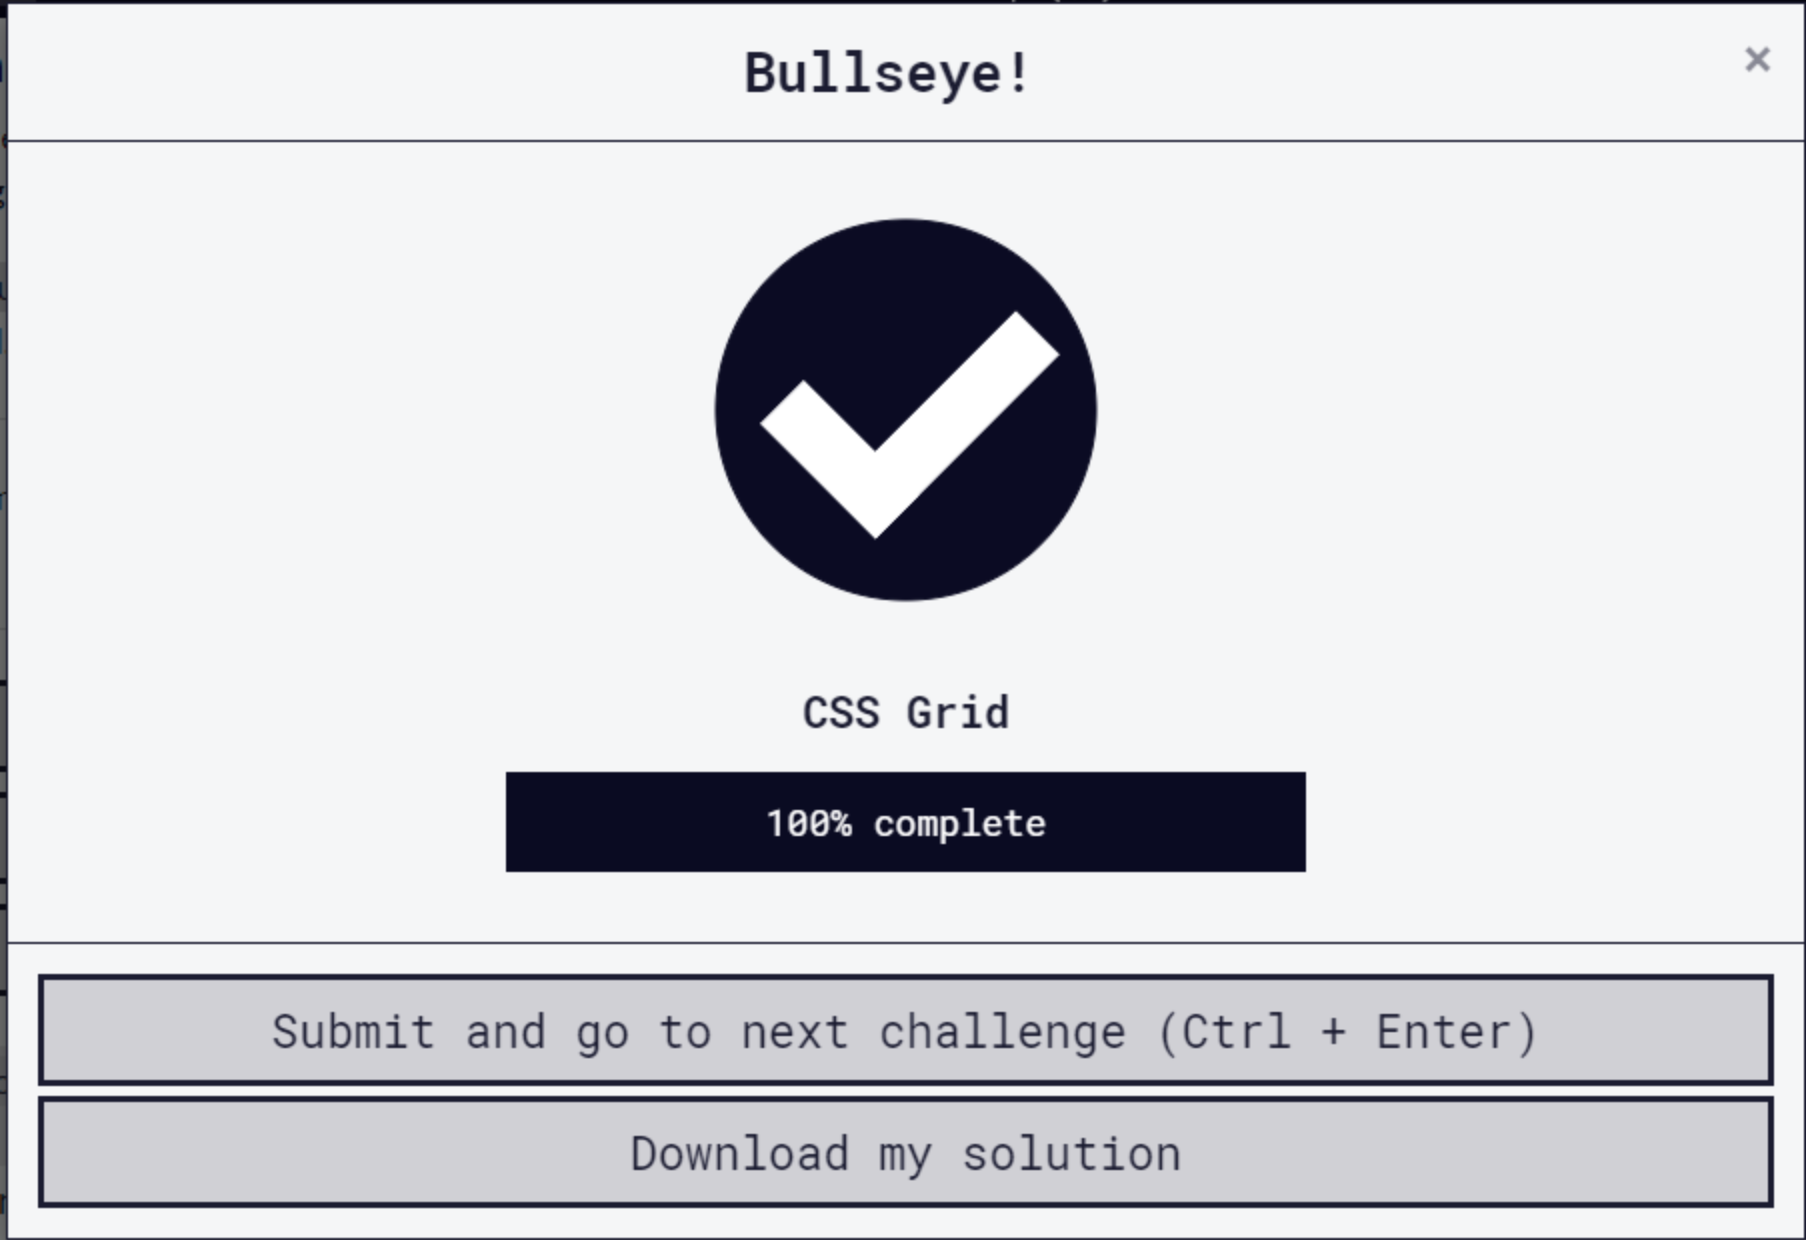 Bullseye!
×
CSS Grid
100% complete
Submit and go to next challenge (Ctrl + Enter)
Download my solution